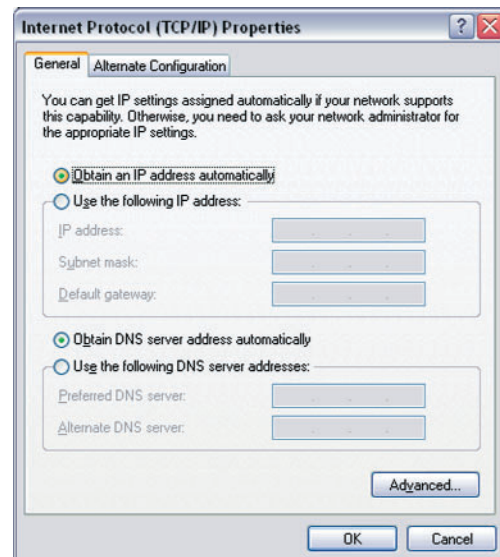 Internet Protocol (TCP/IP) Properties
General Alternate Configuration
You can get IP settings assigned automatically if your network supports
this capability. Otherwise, you need to ask your network administrator for
the appropriate IP settings.
Obtain an IP address automatically
Use the following IP address:
IP address:
Subnet mask:
Default gateway:
Obtain DNS server address automatically
Use the following DNS server addresses:
Preferred DNS server:
Alternate DNS server:
Advanced...
OK Cancel